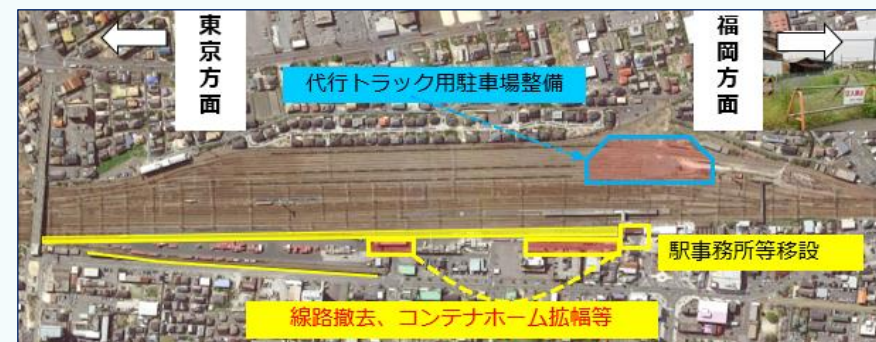 東京方面
福岡方面
代行トラック用駐車場整備
駅事務所等移設
線路撤去、コンテナホーム拡幅等